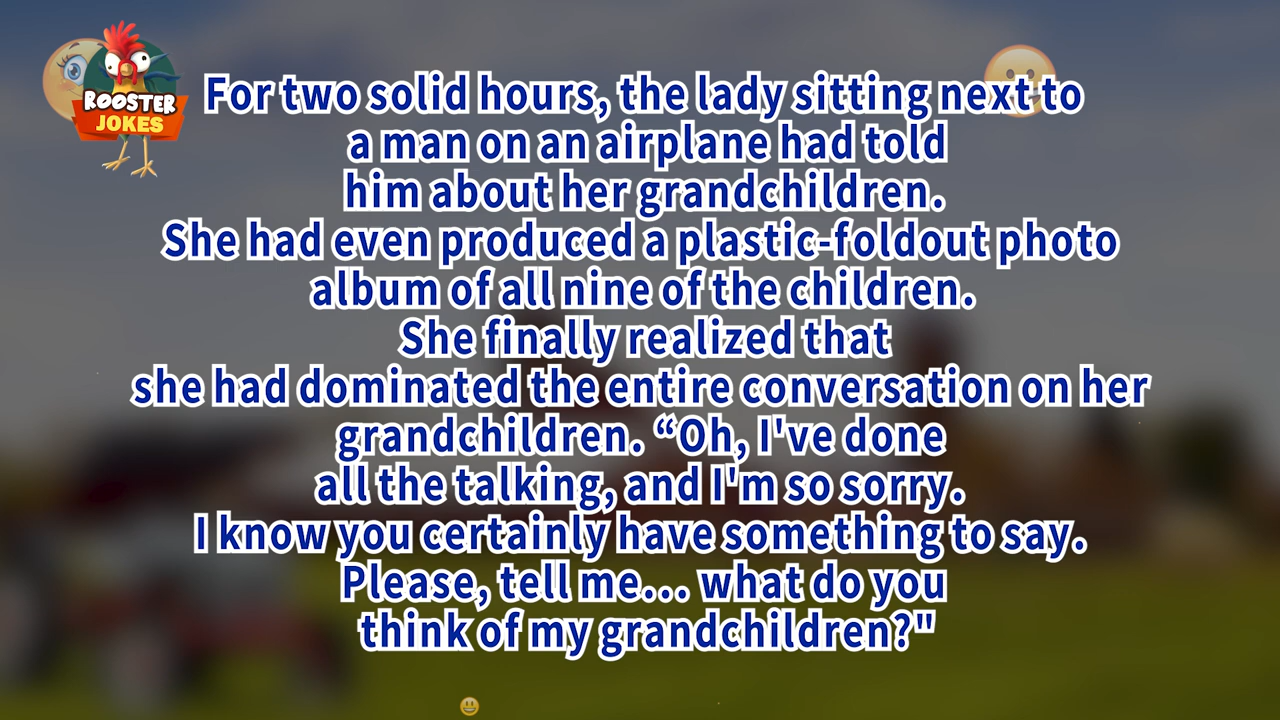 ROOSTER
JOKES
For two solid hours, the lady sitting next to
a man on an airplane had told
him about her grandchildren.
She had even produced a plastic-foldout photo
album of all nine of the children.
She finally realized that
she had dominated the entire conversation on her
grandchildren. “Oh, I've done
all the talking, and I'm so sorry.
I know you certainly have something to say.
Please, tell me... what do you
think of my grandchildren?"